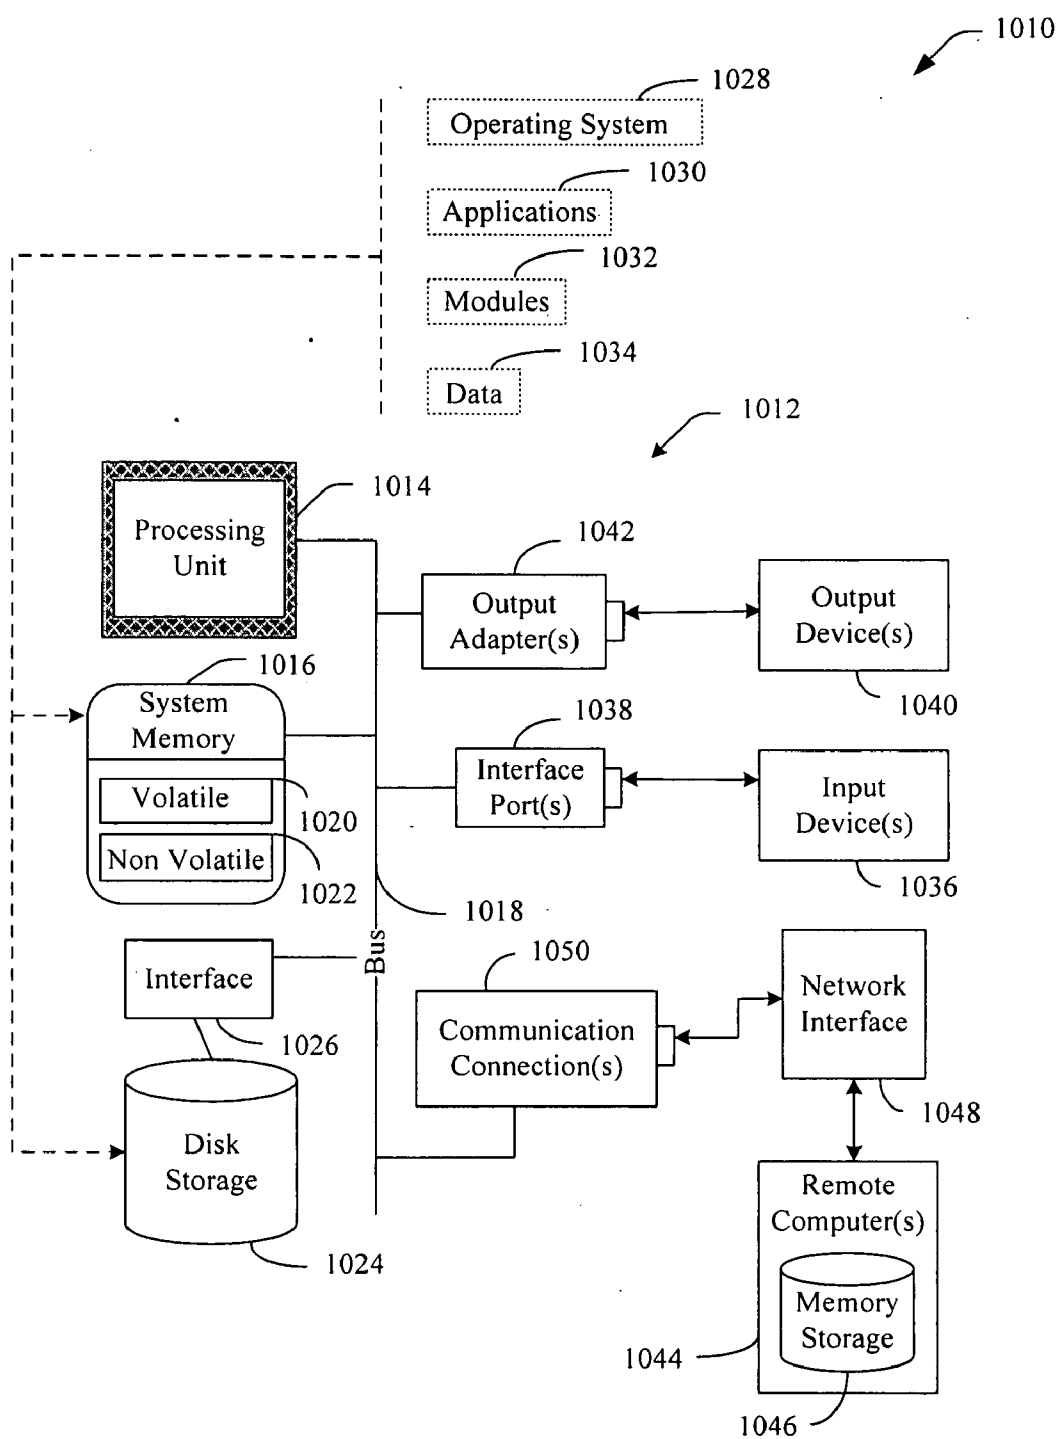 1010
1028
Operating System
1030
Applications
1032
Modules
1034
Data
1012
1014
Processing
Unit
1042
Output
Adapter(s)
Output
Device(s)
1040
1016
System
Memory
Volatile
1020
Non Volatile
1022
1038
Interface
Port(s)
Input
Device(s)
1036
1018
Bus
Interface
1026
1050
Communication
Connection(s)
Network
Interface
1048
Disk
Storage
1024
Remote
Computer(s)
Memory
Storage
1044
1046